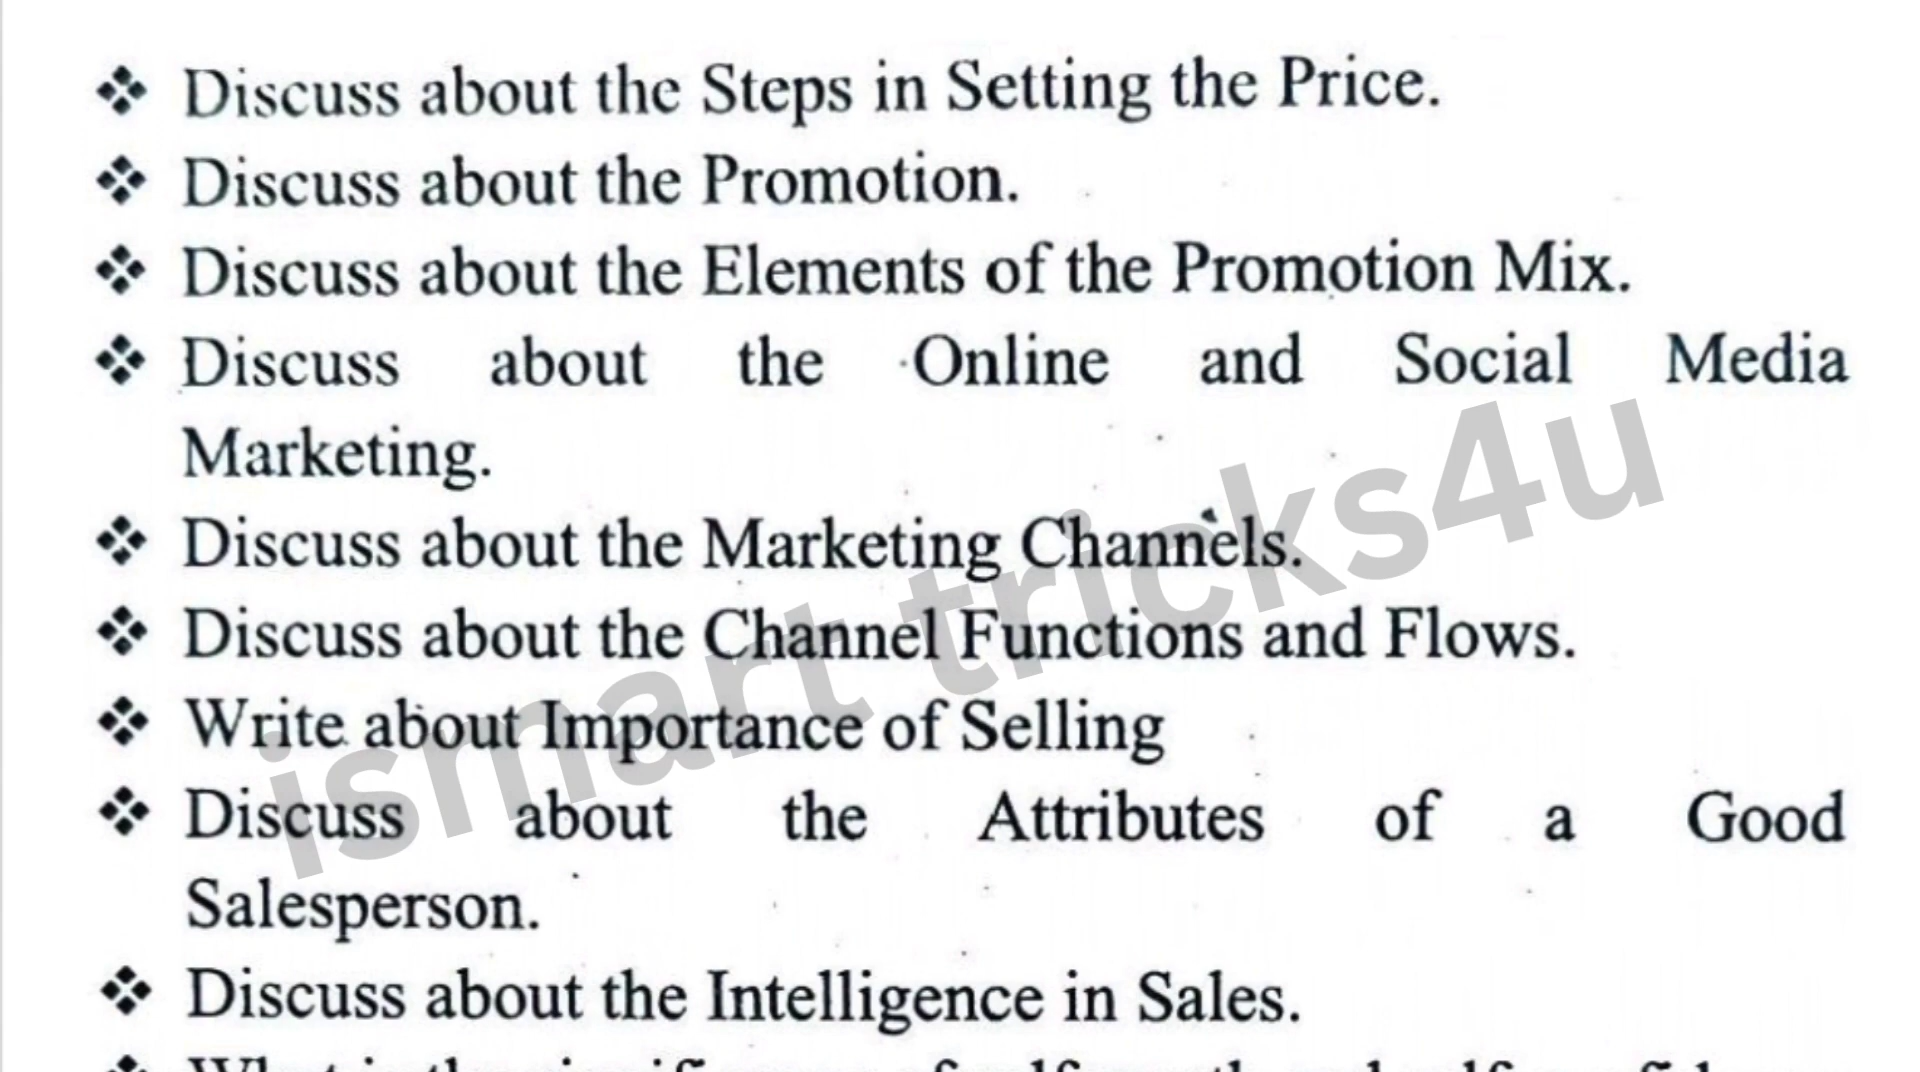 ❖ Discuss about the Steps in Setting the Price.
❖ Discuss about the Promotion.
❖ Discuss about the Elements of the Promotion Mix.
❖ Discuss about the Online and Social Media
Marketing.
❖ Discuss about the Marketing Channels.
❖ Discuss about the Channel Functions and Flows.
❖ Write about Importance of Selling
❖ Discuss about the Attributes of a Good
Salesperson.
❖ Discuss about the Intelligence in Sales.
ismart tricks4u